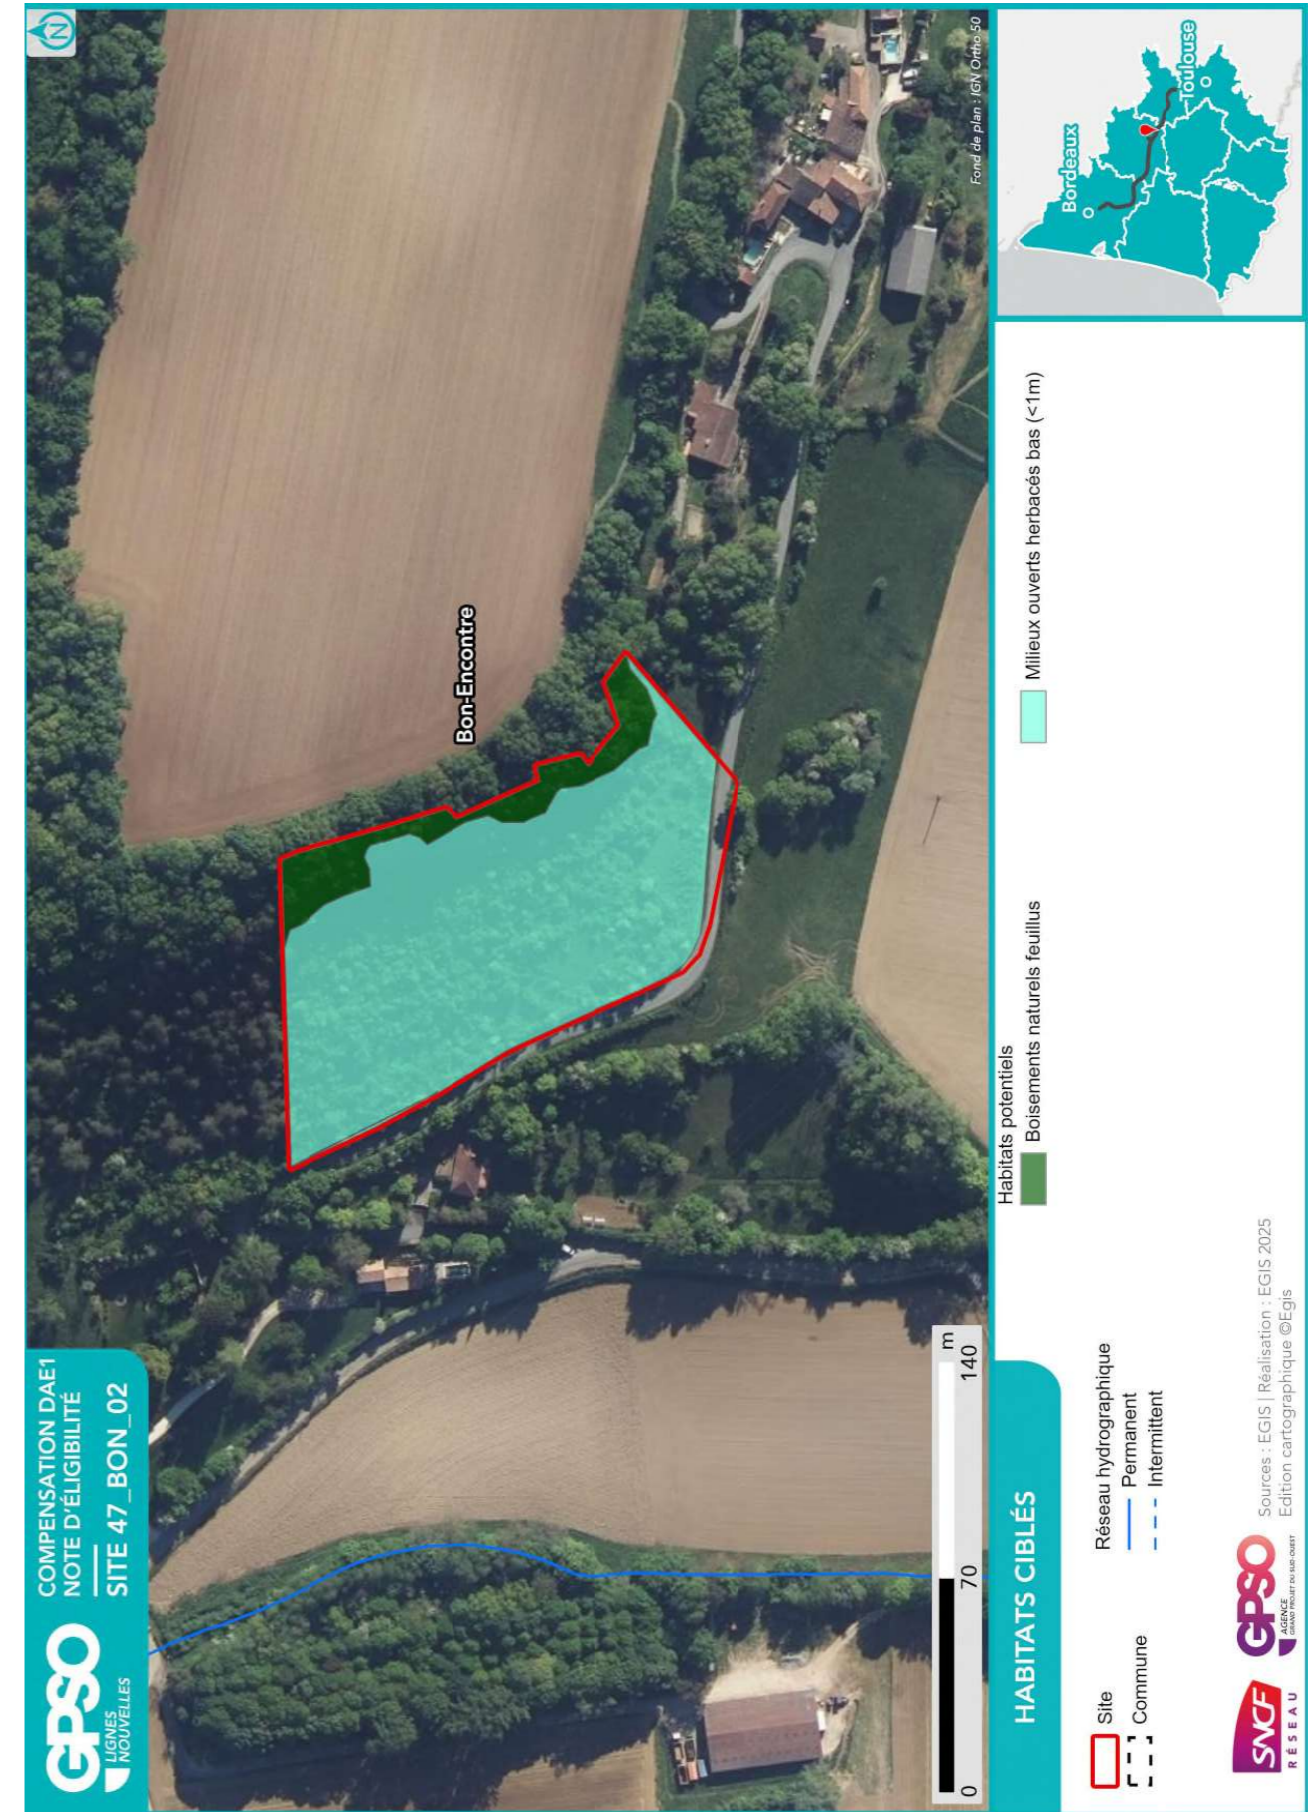 GPSO
LIGNES
NOUVELLES
COMPENSATION DAE1
NOTE D'ÉLIGIBILITÉ
SITE 47_BON_02
N
Bon-Encontre
Fond de plan : IGN Ortho 50
0 70 140
m
HABITATS CIBLÉS
Site
Commune
Réseau hydrographique
Permanent
Intermittent
Habitats potentiels
Boisements naturels feuillus
Milieux ouverts herbacés bas (<1m)
Bordeaux
Toulouse
SNCF
RÉSEAU
GPSO
AGENCE
GRAND PROJET DU SUD-OUEST
Sources : EGIS | Réalisation : EGIS 2025
Edition cartographique ©Egis